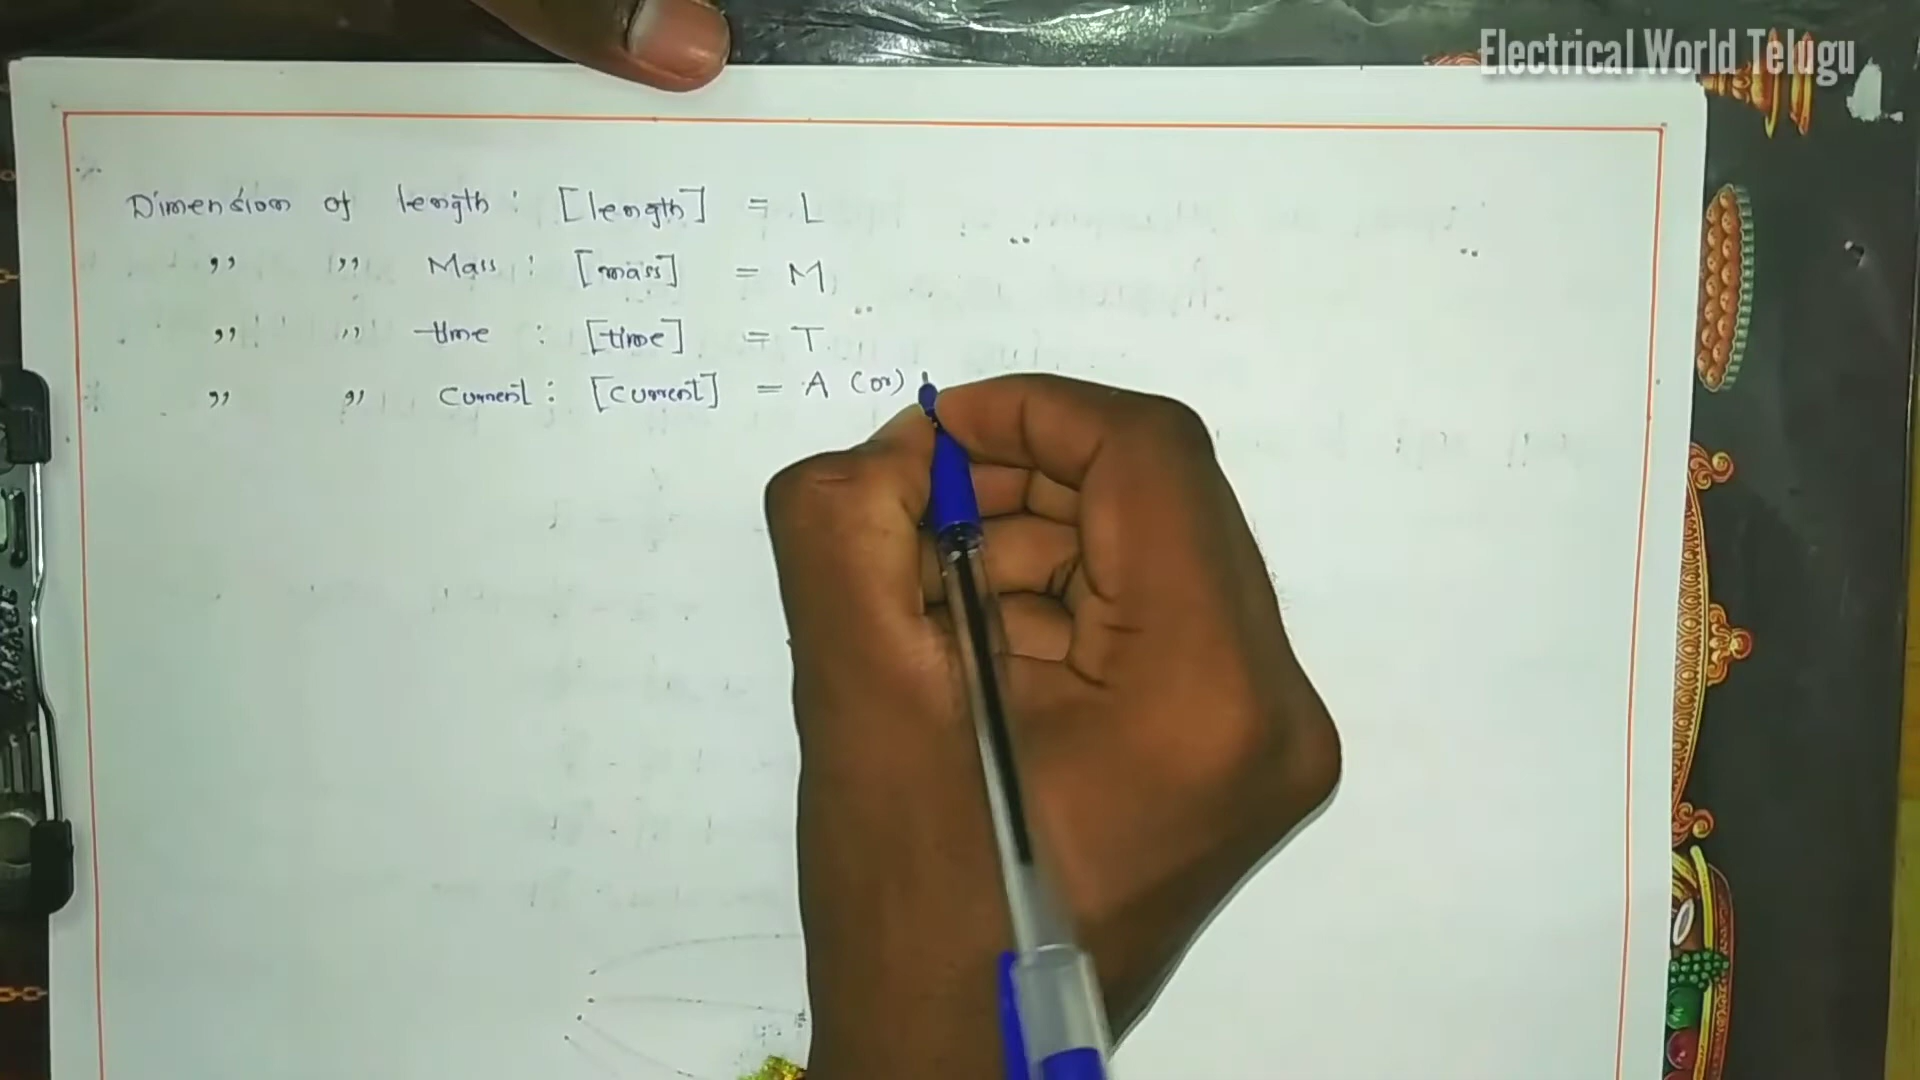 Electrical World Telugu
Dimension of length : [length] = L
,, ,, Mass : [mass] = M
,, ,, time : [time] = T
,, ,, Current : [current] = A (or)